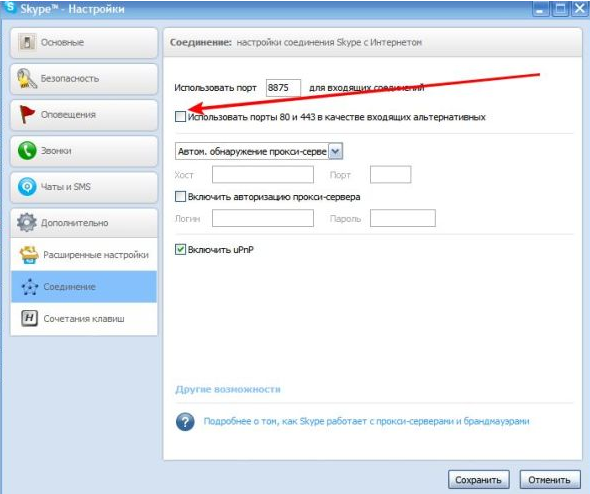 Skype™ - Настройки
Основные
Безопасность
Оповещения
Звонки
Чаты и SMS
Дополнительно
Расширенные настройки
Соединение
H Сочетания клавиш
Соединение: настройки соединения Skype с Интернетом
Использовать порт 8875 для входящих соединений
Использовать порты 80 и 443 в качестве входящих альтернативных
Автом. обнаружение прокси-серве
Хост Порт
Включить авторизацию прокси-сервера
Логин Пароль
Включить uPnP
Другие возможности
? Подробнее о том, как Skype работает с прокси-серверами и брандмауэрами
Сохранить Отменить